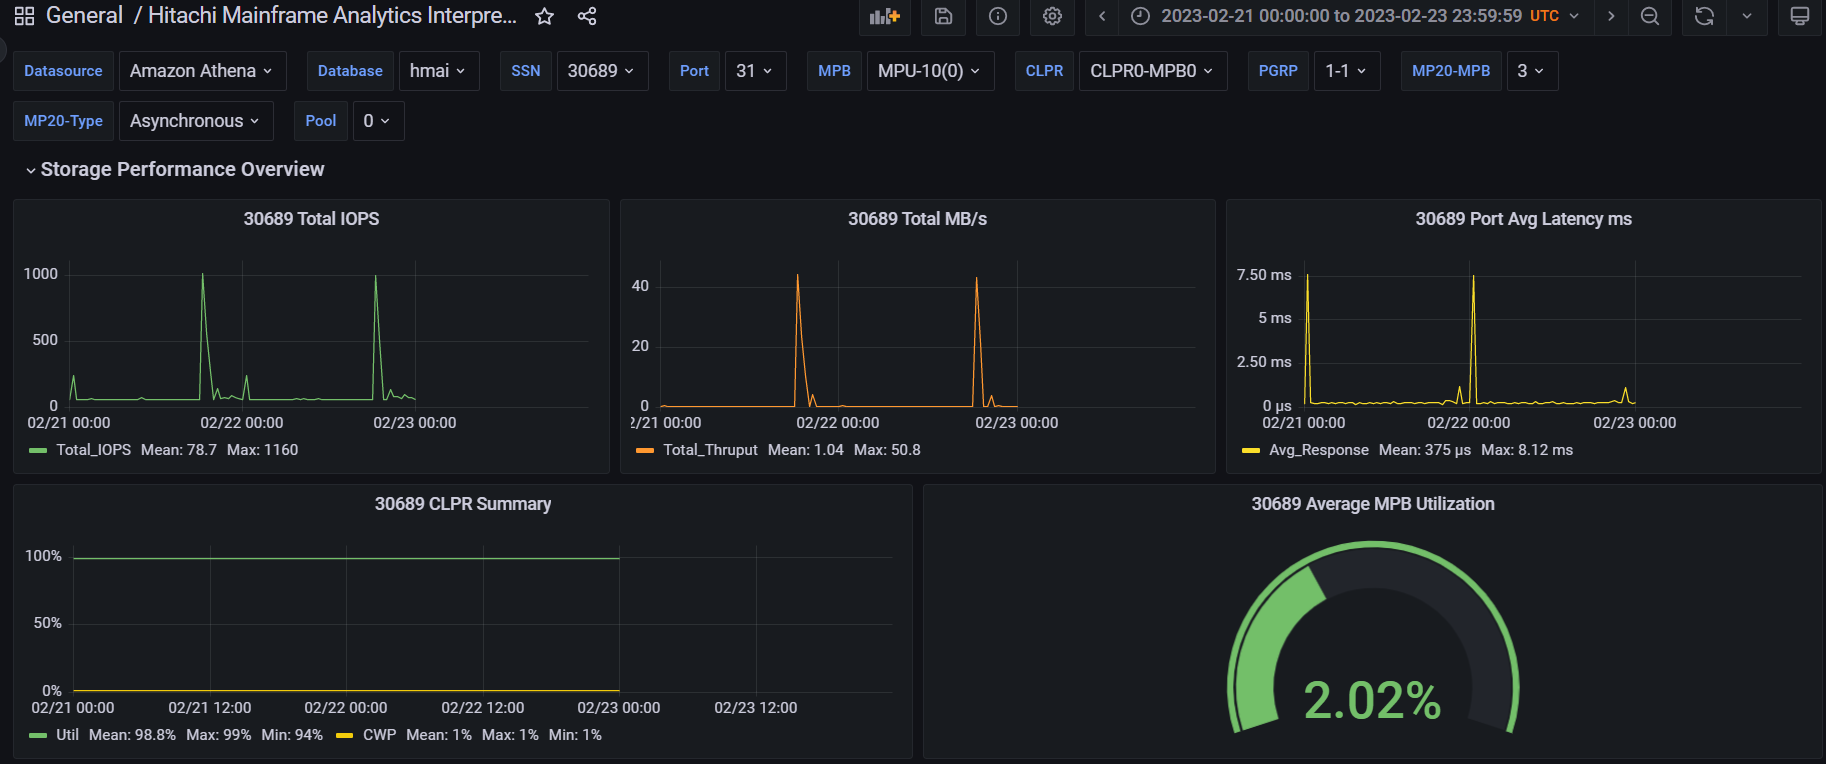 General / Hitachi Mainframe Analytics Interpre... 2023-02-21 00:00:00 to 2023-02-23 23:59:59 UTC
Datasource Amazon Athena Database hmai SSN 30689 Port 31 MPB MPU-10(0) CLPR CLPR0-MPB0 PGRP 1-1 MP20-MPB 3
MP20-Type Asynchronous Pool 0
Storage Performance Overview
30689 Total IOPS
1000
500
0
02/21 00:00 02/22 00:00 02/23 00:00
Total_IOPS Mean: 78.7 Max: 1160
30689 Total MB/s
40
20
0
2/21 00:00 02/22 00:00 02/23 00:00
Total_Thruput Mean: 1.04 Max: 50.8
30689 Port Avg Latency ms
7.50 ms
5 ms
2.50 ms
0 µs
02/21 00:00 02/22 00:00 02/23 00:00
Avg_Response Mean: 375 µs Max: 8.12 ms
30689 CLPR Summary
100%
50%
0%
02/21 00:00 02/21 12:00 02/22 00:00 02/22 12:00 02/23 00:00 02/23 12:00
Util Mean: 98.8% Max: 99% Min: 94% CWP Mean: 1% Max: 1% Min: 1%
30689 Average MPB Utilization
2.02%